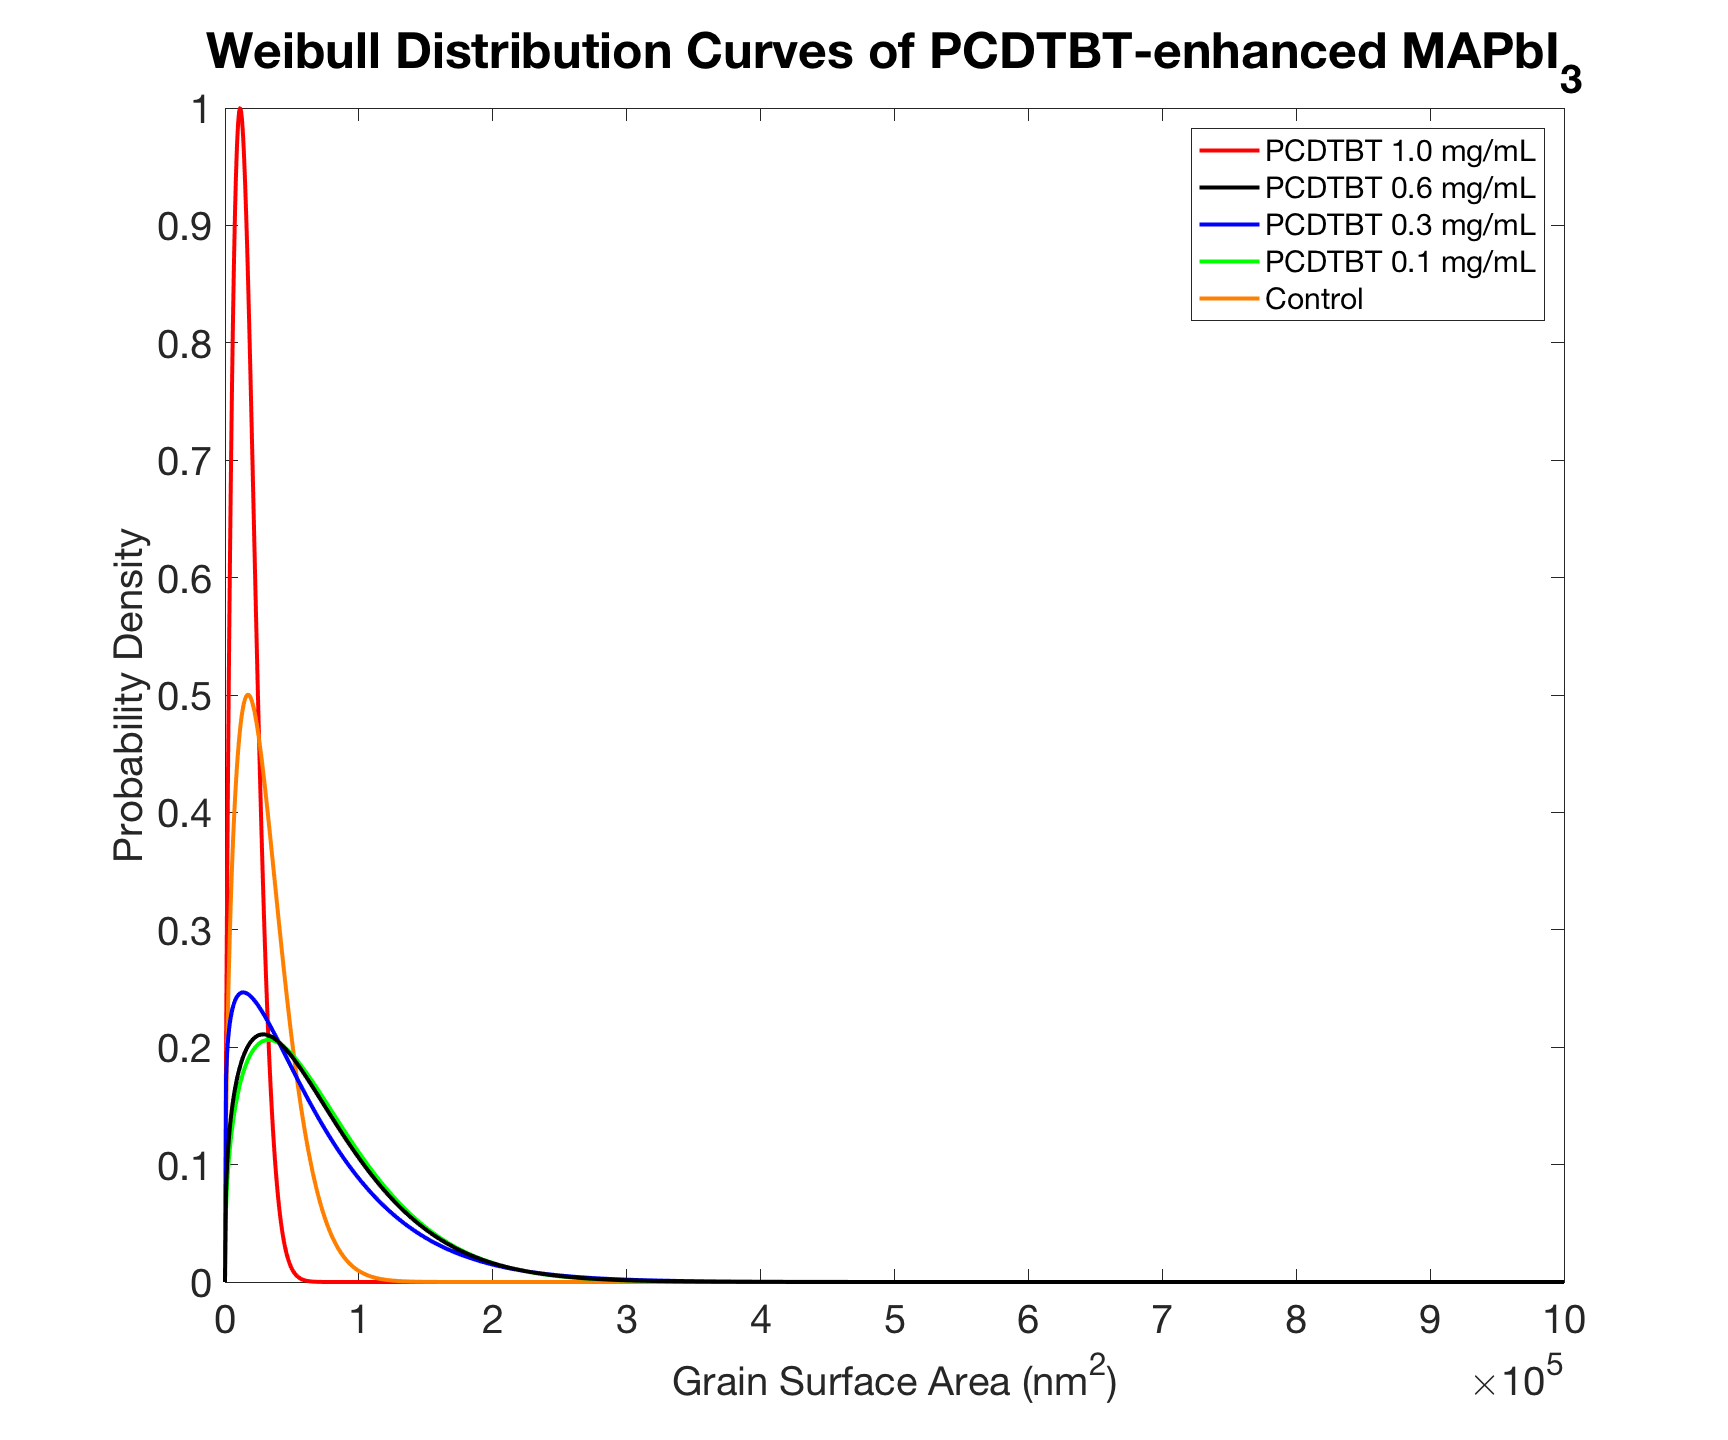 Weibull Distribution Curves of PCDTBT-enhanced MAPbI₃
1
0.9
0.8
0.7
0.6
0.5
0.4
0.3
0.2
0.1
0
Probability Density
PCDTBT 1.0 mg/mL
PCDTBT 0.6 mg/mL
PCDTBT 0.3 mg/mL
PCDTBT 0.1 mg/mL
Control
0 1 2 3 4 5 6 7 8 9 10
Grain Surface Area (nm²)
×10⁵